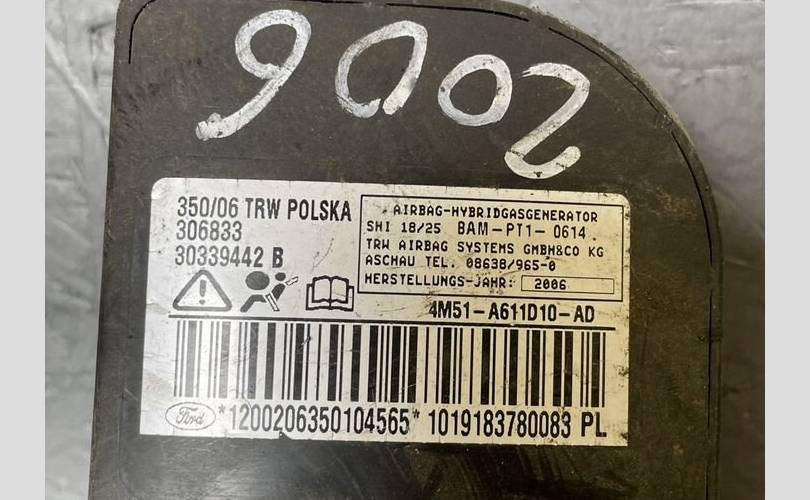 9002
350/06 TRW POLSKA
306833
30339442 B
AIRBAG-HYBRIDGASGENERATOR
SHI 18/25 BAM-PT1-0614
TRW AIRBAG SYSTEMS GMBH&CO KG
ASCHAU TEL. 08638/965-0
HERSTELLUNGS-JAHR: 2006
4M51-A611D10-AD
Ford *1200206350104565* 1019183780083 PL